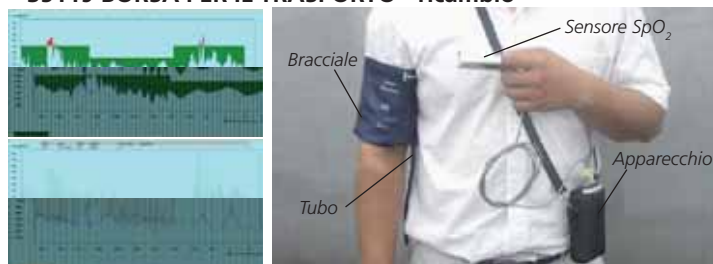 BORSA PER IL TRASPORTO - ricambio
Sensore SpO₂
Bracciale
Apparecchio
Tubo